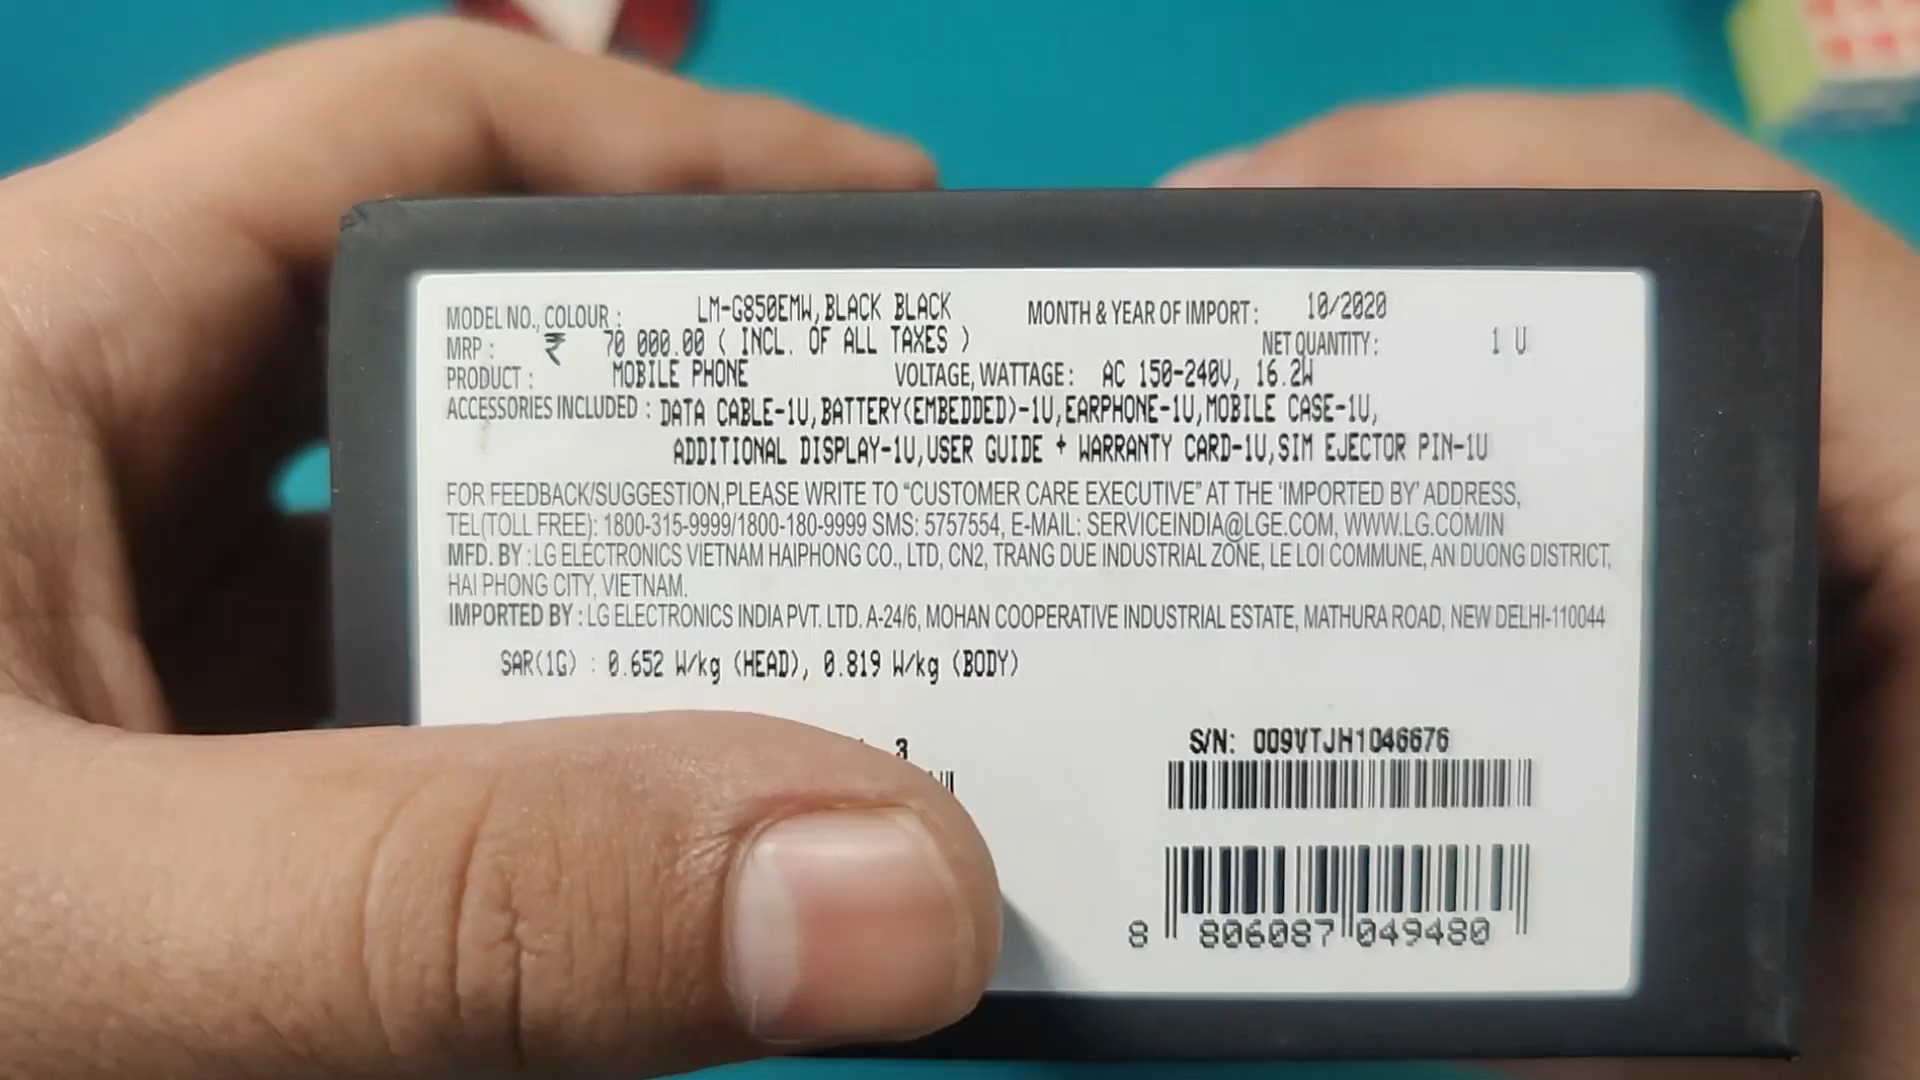 MODEL NO., COLOUR : LM-G850EMW,BLACK BLACK MONTH & YEAR OF IMPORT : 10/2020
MRP : ₹ 70 000.00 ( INCL. OF ALL TAXES ) NET QUANTITY : 1 U
PRODUCT : MOBILE PHONE VOLTAGE, WATTAGE : AC 150-240V, 16.2W
ACCESSORIES INCLUDED : DATA CABLE-1U,BATTERY(EMBEDDED)-1U,EARPHONE-1U,MOBILE CASE-1U,
ADDITIONAL DISPLAY-1U,USER GUIDE + WARRANTY CARD-1U,SIM EJECTOR PIN-1U
FOR FEEDBACK/SUGGESTION,PLEASE WRITE TO “CUSTOMER CARE EXECUTIVE” AT THE ‘IMPORTED BY’ ADDRESS,
TEL(TOLL FREE): 1800-315-9999/1800-180-9999 SMS: 5757554, E-MAIL: SERVICEINDIA@LGE.COM, WWW.LG.COM/IN
MFD. BY : LG ELECTRONICS VIETNAM HAIPHONG CO., LTD, CN2, TRANG DUE INDUSTRIAL ZONE, LE LOI COMMUNE, AN DUONG DISTRICT,
HAI PHONG CITY, VIETNAM.
IMPORTED BY : LG ELECTRONICS INDIA PVT. LTD. A-24/6, MOHAN COOPERATIVE INDUSTRIAL ESTATE, MATHURA ROAD, NEW DELHI-110044
SAR(1G) : 0.652 W/kg (HEAD), 0.819 W/kg (BODY)
3
S/N: 009VTJH1046676
8 806087 049480